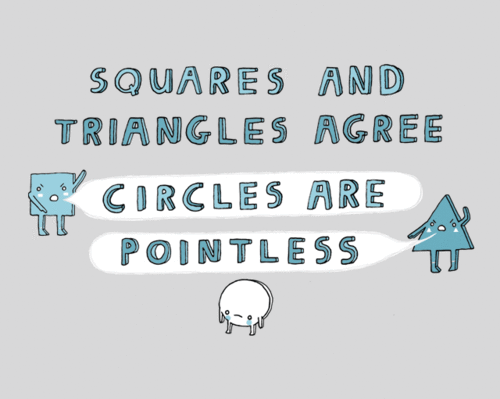 SQUARES AND
TRIANGLES AGREE
CIRCLES ARE
POINTLESS